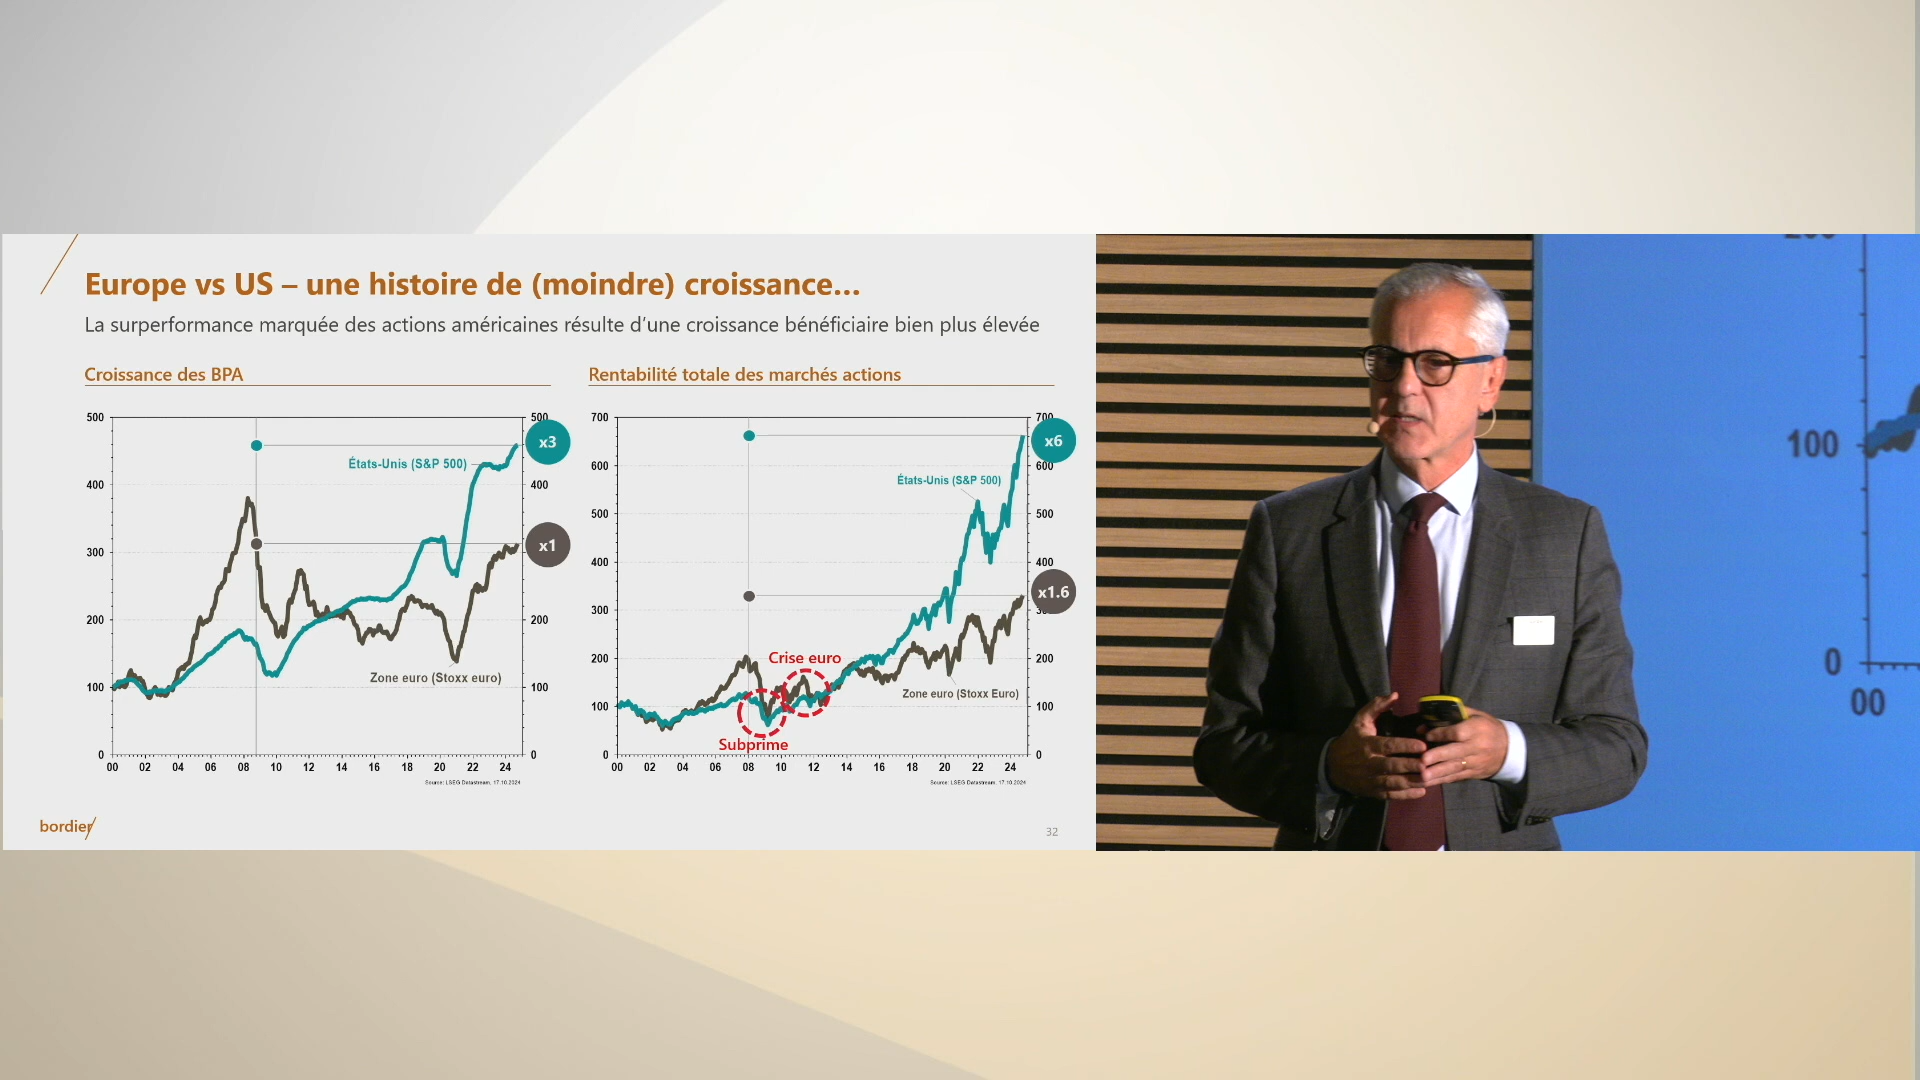 Europe vs US – une histoire de (moindre) croissance…
La surperformance marquée des actions américaines résulte d’une croissance bénéficiaire bien plus élevée
Croissance des BPA
500
400
300
200
100
0
500
400
200
100
0
x3
x1
États-Unis (S&P 500)
Zone euro (Stoxx euro)
00 02 04 06 08 10 12 14 16 18 20 22 24
Source: LSEG Datastream, 17.10.2024
Rentabilité totale des marchés actions
700
600
500
400
300
200
100
0
700
600
500
400
200
100
0
x6
x1.6
États-Unis (S&P 500)
Crise euro
Zone euro (Stoxx Euro)
Subprime
00 02 04 06 08 10 12 14 16 18 20 22 24
Source: LSEG Datastream, 17.10.2024
bordier
32
100
0
00